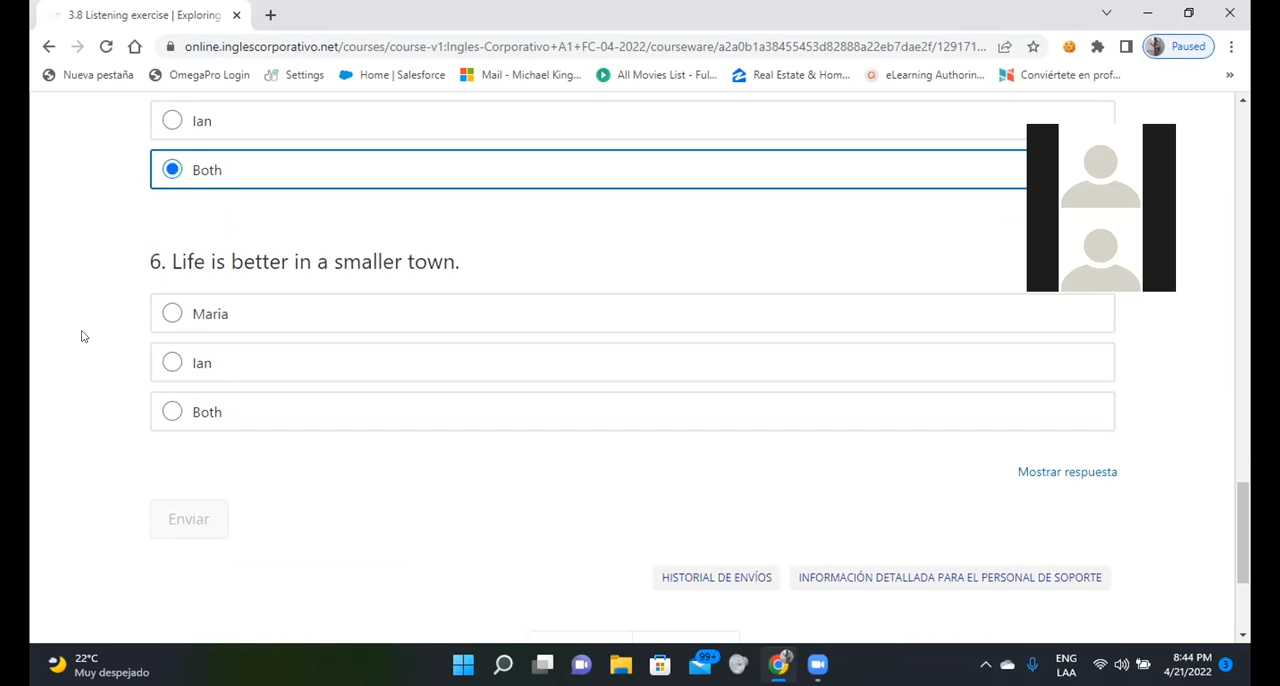 3.8 Listening exercise | Exploring
online.inglescorporativo.net/courses/course-v1:Ingles-Corporativo+A1+FC-04-2022/courseware/a2a0b1a38455453d82888a22eb7dae2f/129171...
Paused
Nueva pestaña
OmegaPro Login
Settings
Home | Salesforce
Mail - Michael King...
All Movies List - Ful...
Real Estate & Hom...
eLearning Authorin...
Conviértete en prof...
»
Ian
Both
6. Life is better in a smaller town.
Maria
Ian
Both
Mostrar respuesta
Enviar
HISTORIAL DE ENVÍOS
INFORMACIÓN DETALLADA PARA EL PERSONAL DE SOPORTE
22°C
Muy despejado
99+
ENG
LAA
8:44 PM
4/21/2022
3